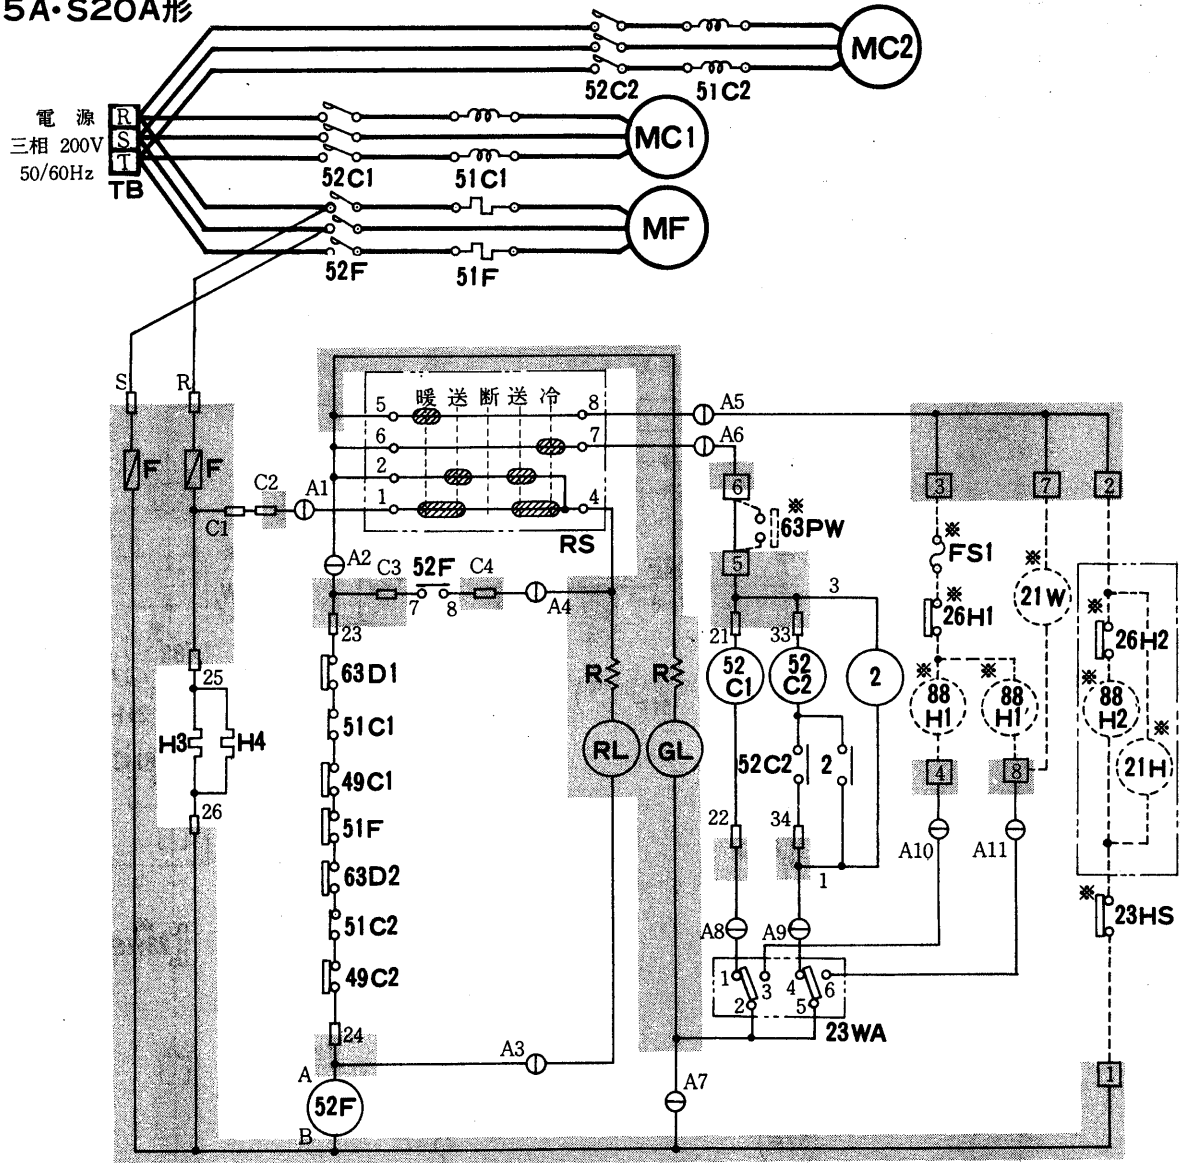 5A・S20A形
MC2
52C2
51C2
電 源
三相 200V
50/60Hz
R
S
T
TB
MC1
52C1
51C1
MF
52F
51F
S
R
F
F
暖 送 断 送 冷
5
8
A5
6
7
A6
2
1
4
RS
C1
C2
A1
A2
C3
52F
C4
7
8
A4
6
※
63PW
5
3
3
7
2
※
FS1
※
26H1
※
21W
※
26H2
23
63D1
51C1
49C1
51F
63D2
51C2
49C2
24
25
H3
H4
26
R
R
RL
GL
21
33
52
C1
52
C2
2
52C2
2
22
34
1
※
88
H1
※
88
H1'
※
88
H2
※
21H
4
8
A10
A11
※
23HS
A8
A9
1
3
2
4
6
5
23WA
A3
A
52F
B
A7
1